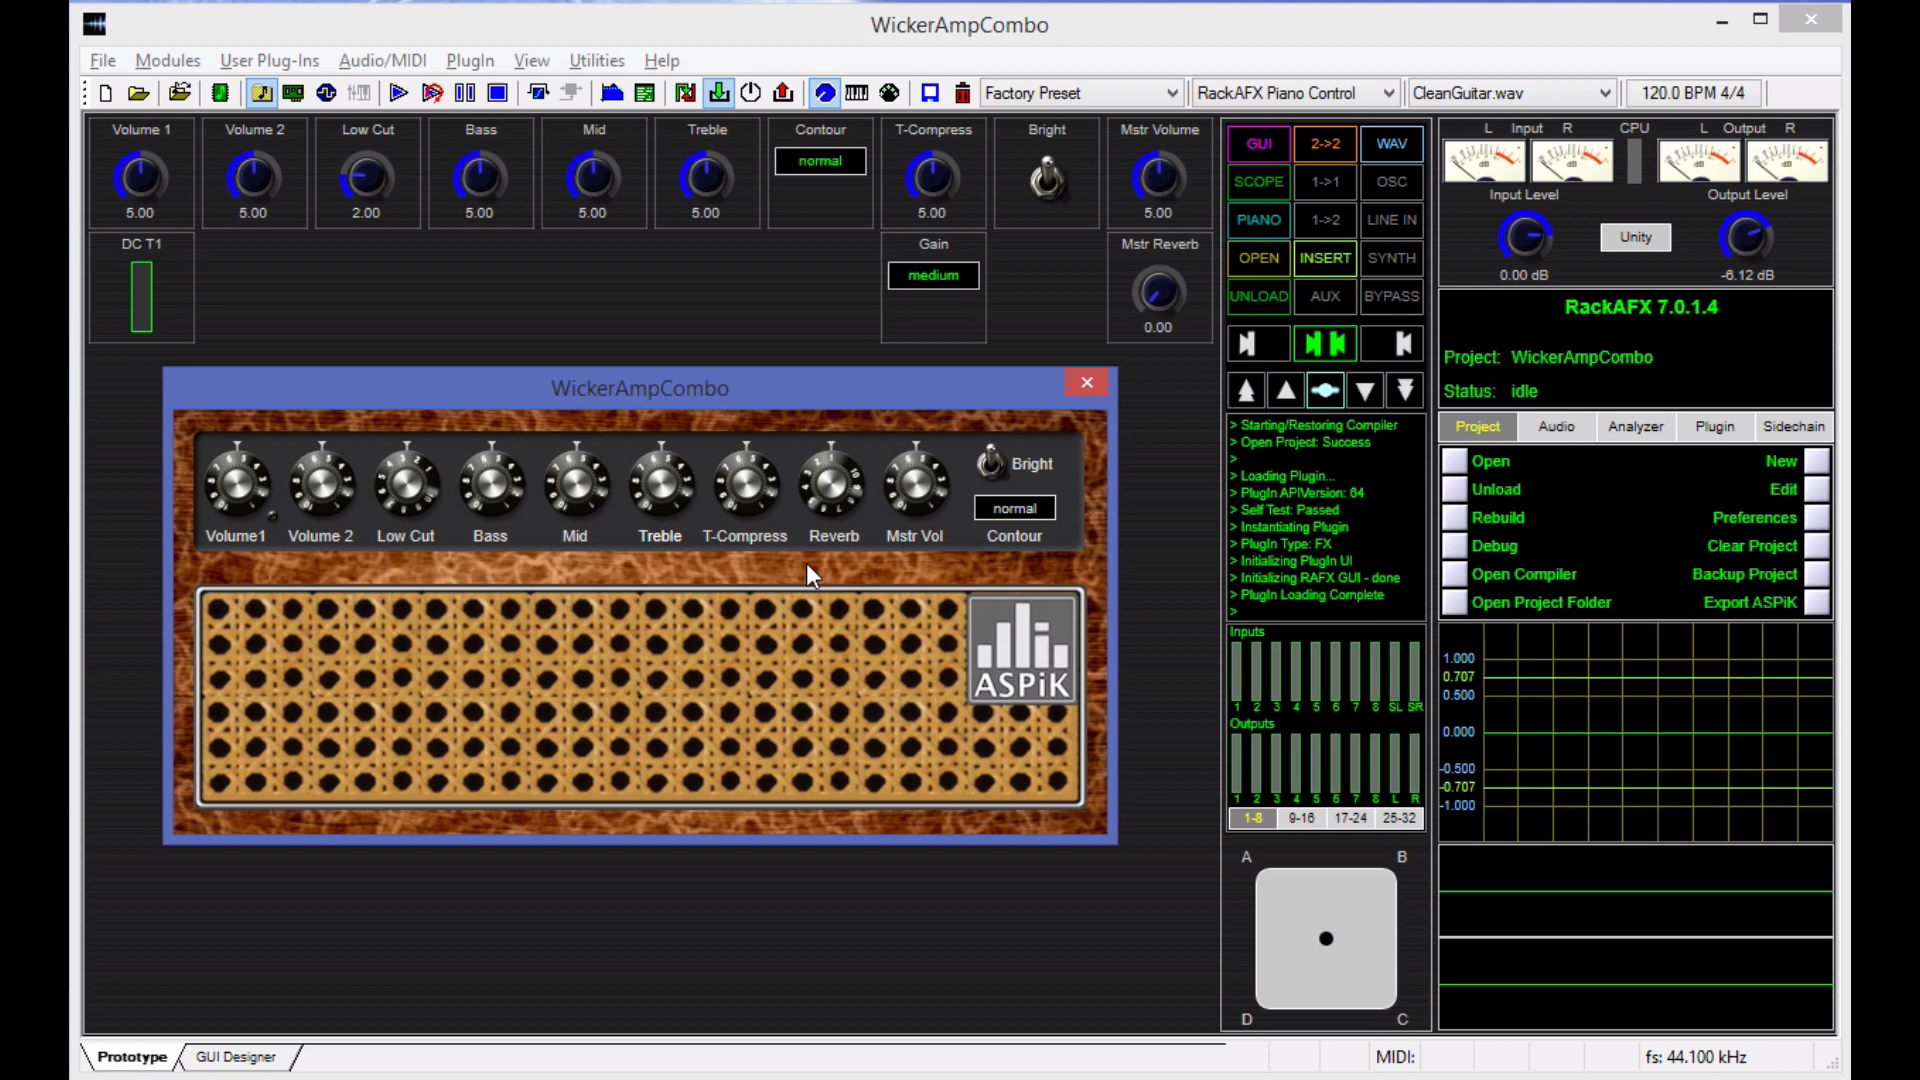 WickerAmpCombo
File Modules User Plug-Ins Audio/MIDI PlugIn View Utilities Help
Factory Preset RackAFX Piano Control CleanGuitar.wav 120.0 BPM 4/4
Volume 1 Volume 2 Low Cut Bass Mid Treble Contour T-Compress Bright Mstr Volume
normal
5.00 5.00 2.00 5.00 5.00 5.00 5.00 5.00
DC T1 Gain Mstr Reverb
medium
0.00
GUI 2->2 WAV
SCOPE 1->1 OSC
PIANO 1->2 LINE IN
OPEN INSERT SYNTH
UNLOAD AUX BYPASS
L Input R CPU L Output R
dB dB dB dB
Input Level Output Level
Unity
0.00 dB -6.12 dB
RackAFX 7.0.1.4
Project: WickerAmpCombo
Status: idle
Project Audio Analyzer Plugin Sidechain
Open New
Unload Edit
Rebuild Preferences
Debug Clear Project
Open Compiler Backup Project
Open Project Folder Export ASPiK
> Starting/Restoring Compiler
> Open Project: Success
>
> Loading Plugin...
> PlugIn APIVersion: 64
> Self Test: Passed
> Instantiating Plugin
> PlugIn Type: FX
> Initializing PlugIn UI
> Initializing RAFX GUI - done
> PlugIn Loading Complete
>
WickerAmpCombo
Bright
normal
Volume1 Volume 2 Low Cut Bass Mid Treble T-Compress Reverb Mstr Vol Contour
ASPiK
Inputs
1 2 3 4 5 6 7 8 SL SR
Outputs
1 2 3 4 5 6 7 8 L R
1-8 9-16 17-24 25-32
1.000
0.707
0.500
0.000
-0.500
-0.707
-1.000
A B
D C
Prototype GUI Designer MIDI: fs: 44.100 kHz